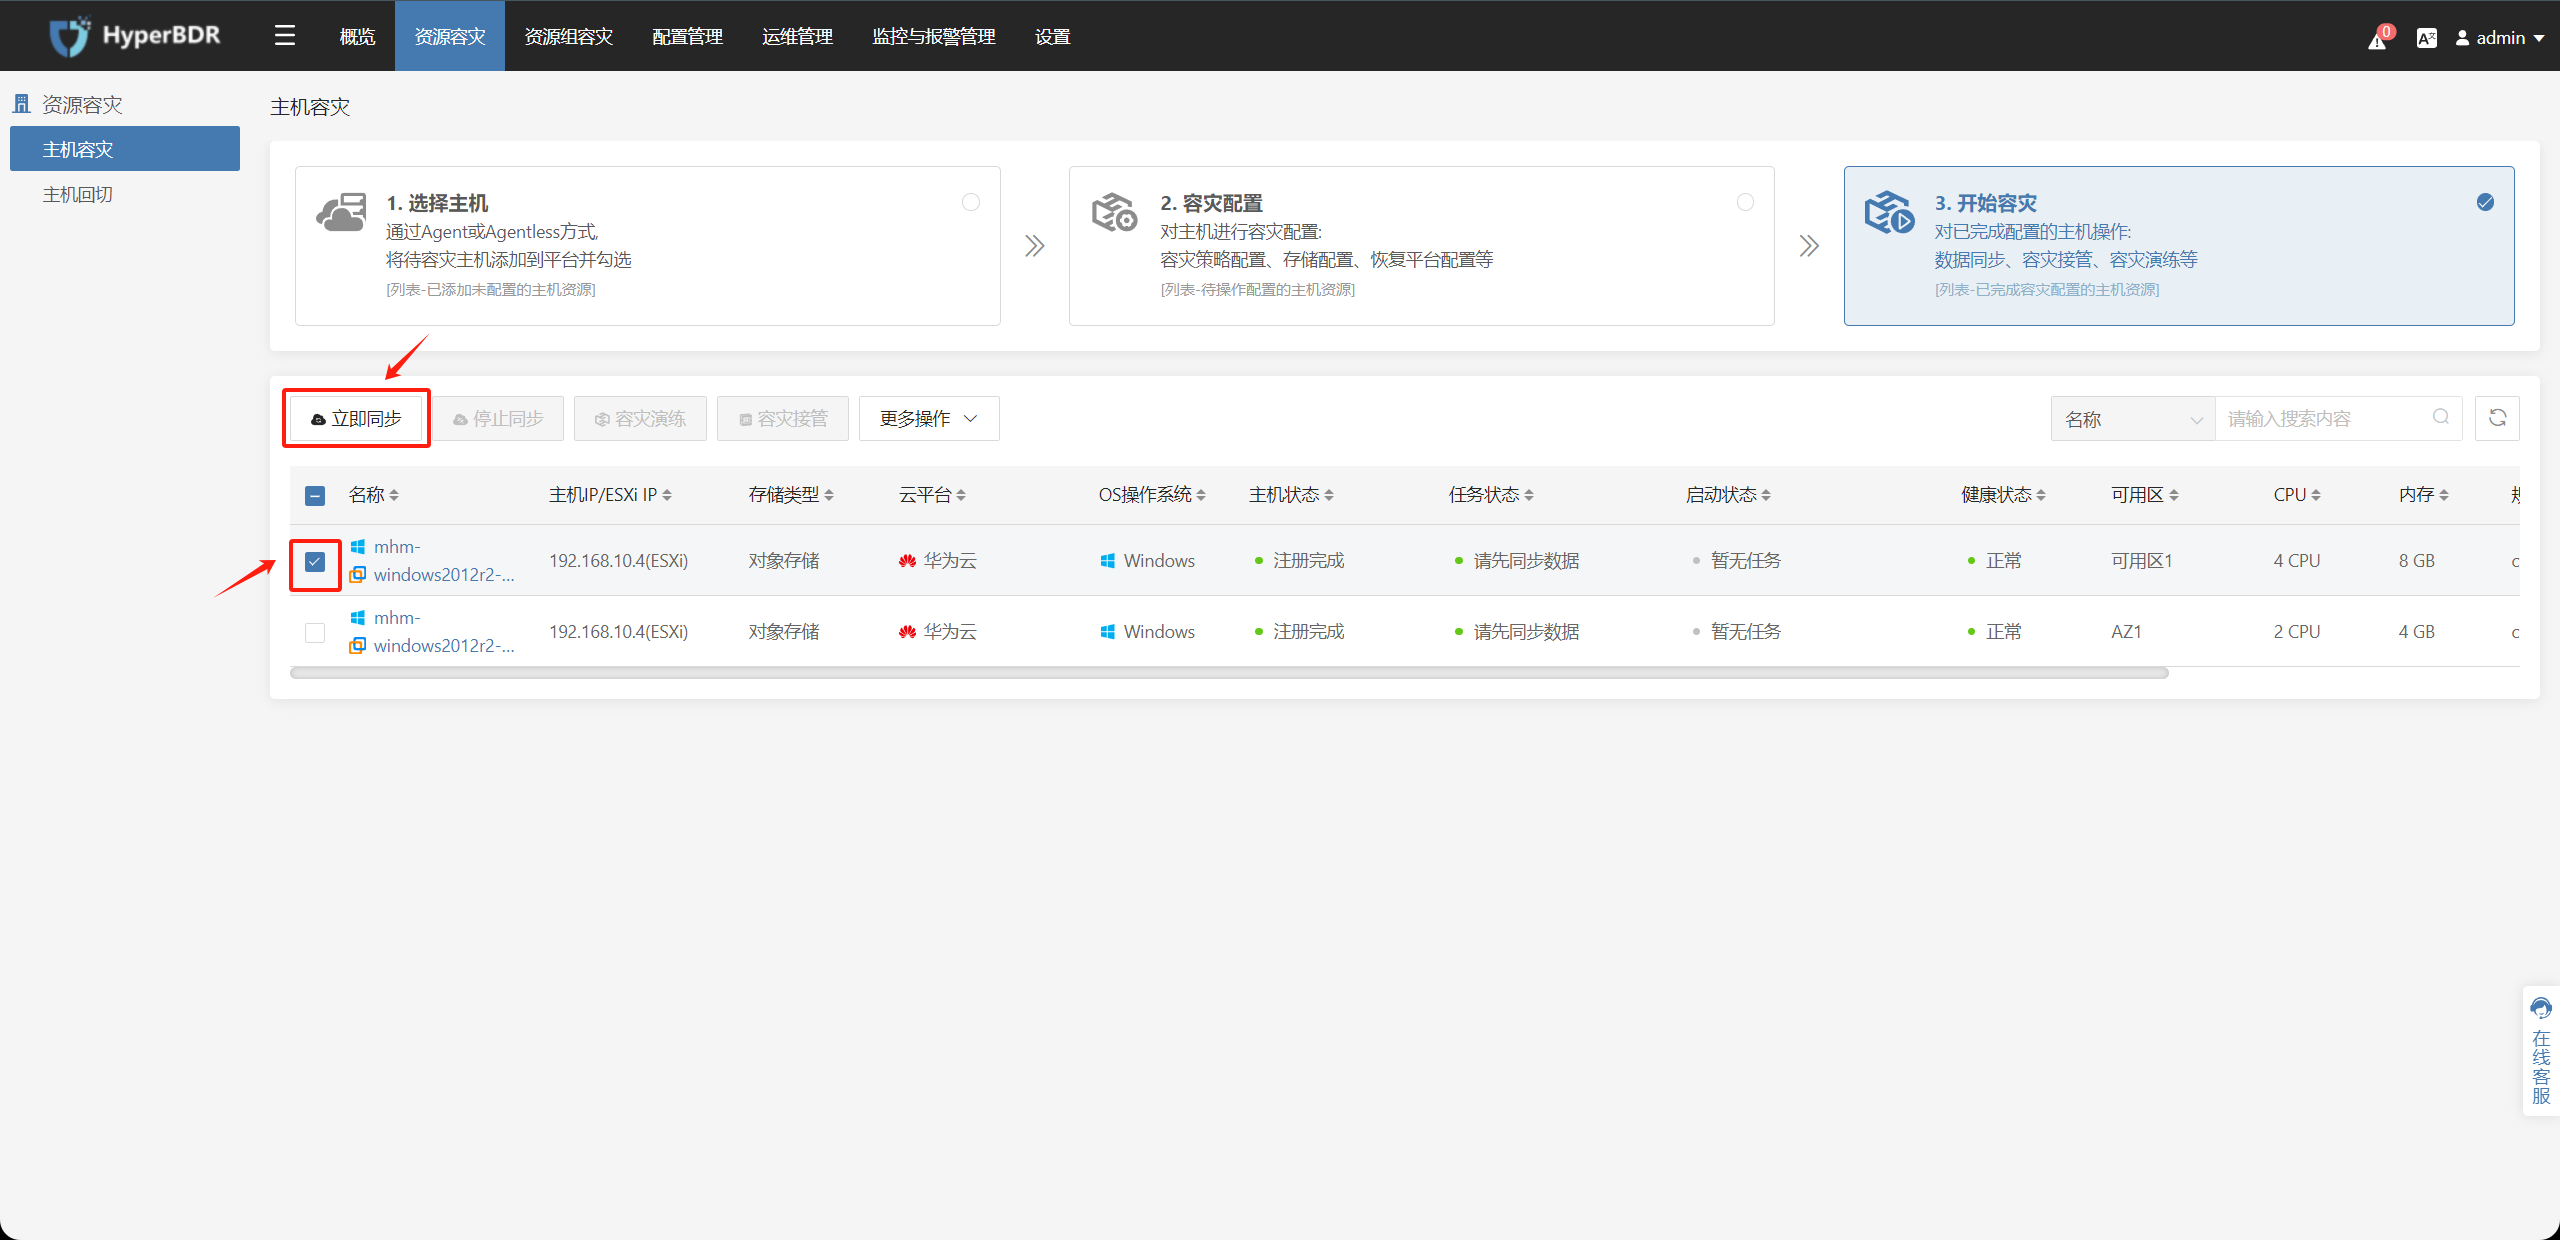 HyperBDR
概览
资源容灾
资源组容灾
配置管理
运维管理
监控与报警管理
设置
0
admin
资源容灾
主机容灾
主机回切
主机容灾
1. 选择主机
通过Agent或Agentless方式,
将待容灾主机添加到平台并勾选
[列表-已添加未配置的主机资源]
2. 容灾配置
对主机进行容灾配置:
容灾策略配置、存储配置、恢复平台配置等
[列表-待操作配置的主机资源]
3. 开始容灾
对已完成配置的主机操作:
数据同步、容灾接管、容灾演练等
[列表-已完成容灾配置的主机资源]
立即同步
停止同步
容灾演练
容灾接管
更多操作
名称
请输入搜索内容
名称 主机IP/ESXi IP 存储类型 云平台 OS操作系统 主机状态 任务状态 启动状态 健康状态 可用区 CPU 内存
mhm-
windows2012r2-...
192.168.10.4(ESXi) 对象存储 华为云 Windows 注册完成 请先同步数据 暂无任务 正常 可用区1 4 CPU 8 GB
mhm-
windows2012r2-...
192.168.10.4(ESXi) 对象存储 华为云 Windows 注册完成 请先同步数据 暂无任务 正常 AZ1 2 CPU 4 GB
在线客服